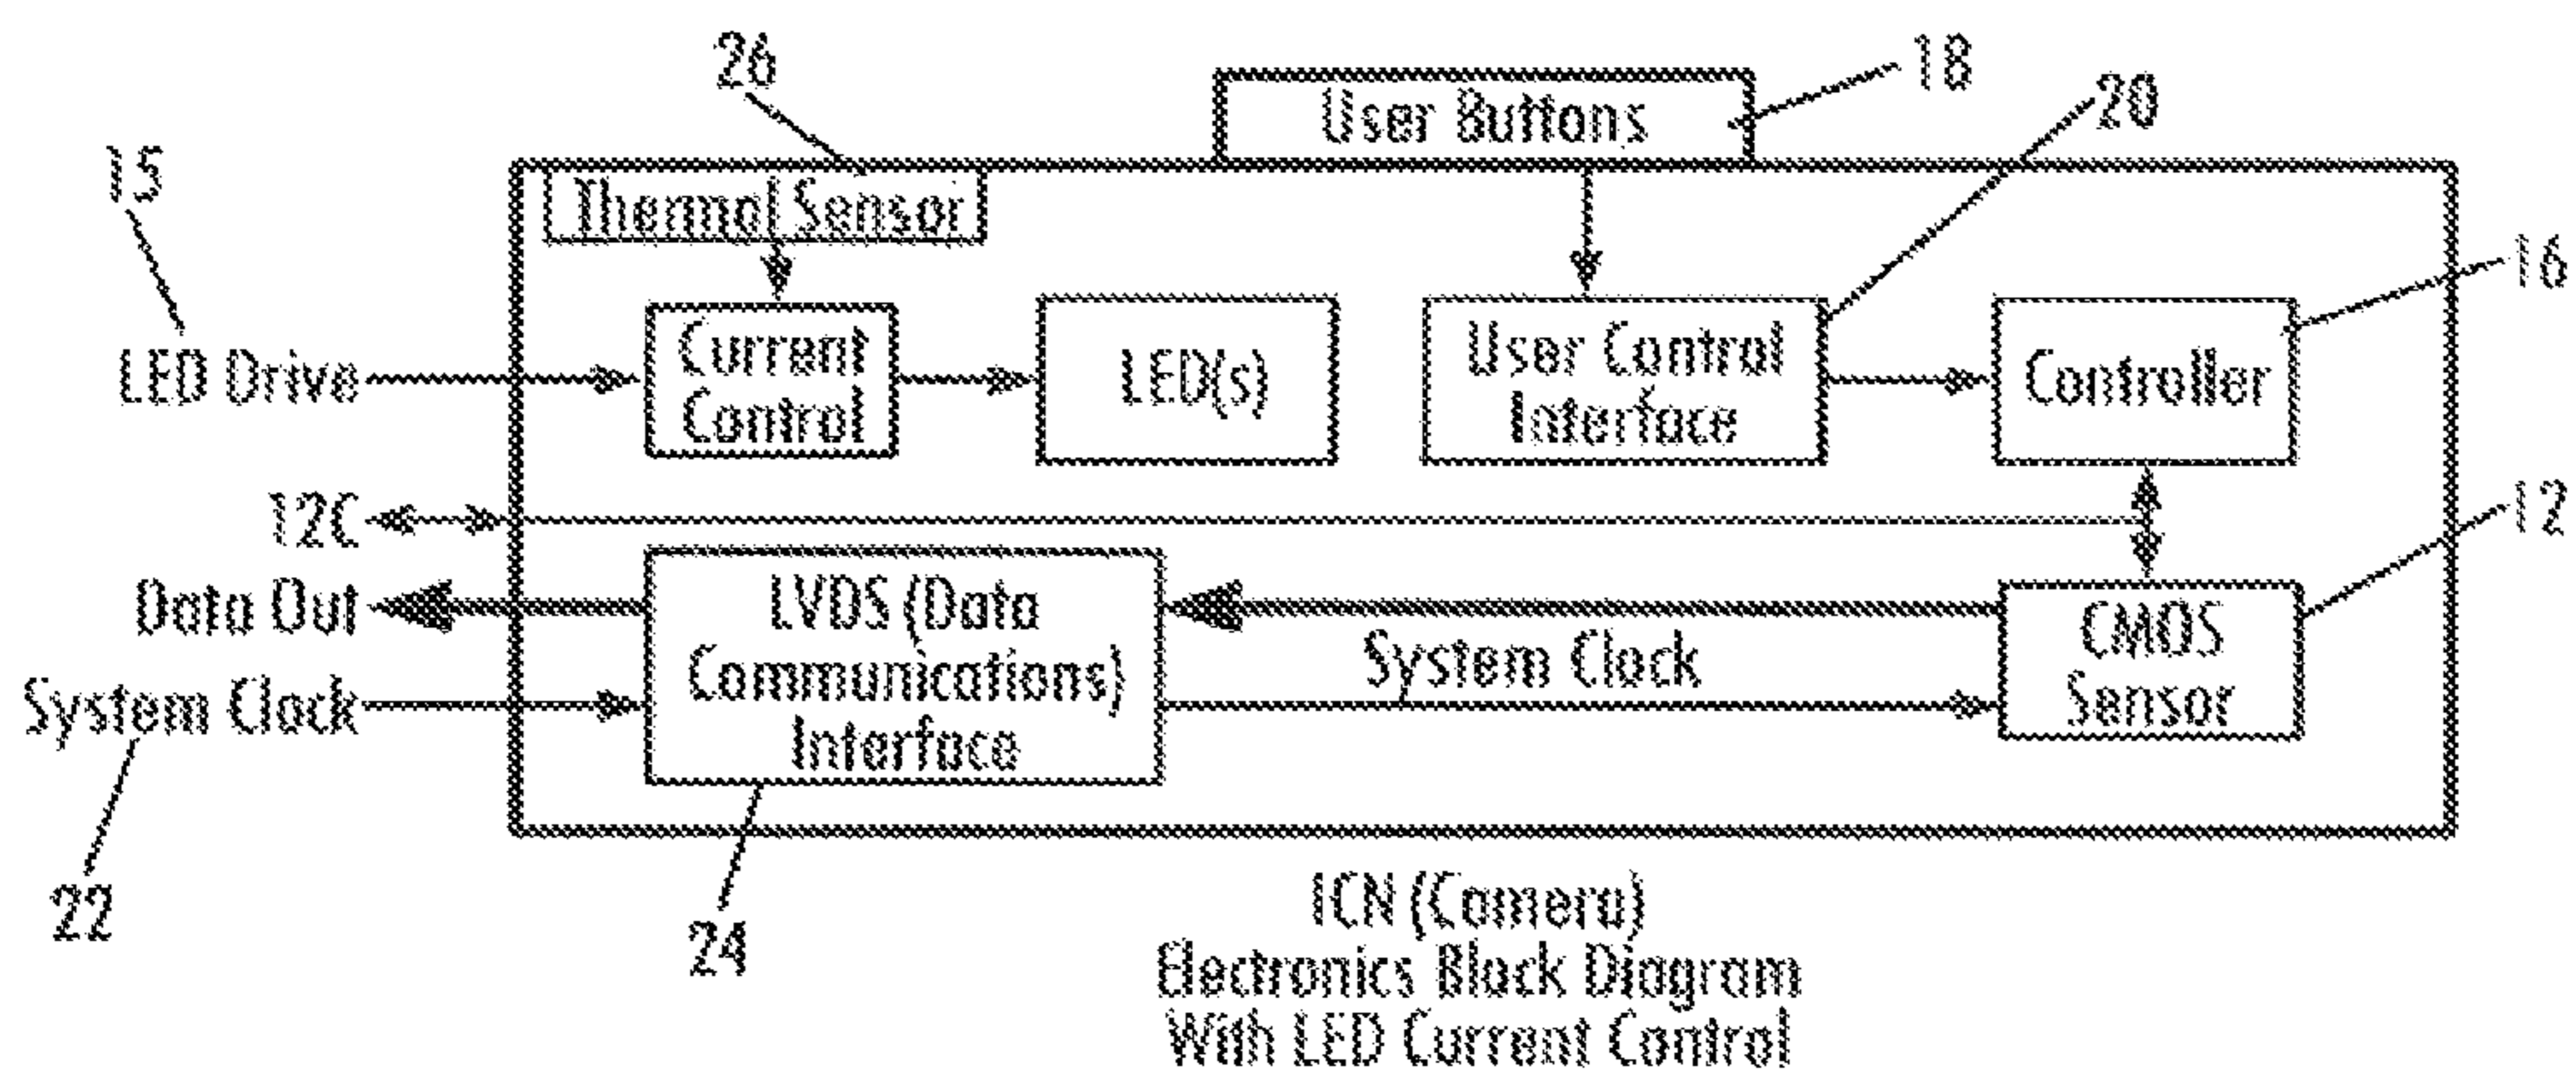 26
18
User Buttons
20
15
Thermal Sensor
16
LED Drive
Current
Control
LED(s)
User Control
Interface
Controller
12C
12
Data Out
LVDS (Data
Communications)
Interface
System Clock
CMOS
Sensor
System Clock
22
24
ICN (Camera)
Electronics Block Diagram
With LED Current Control